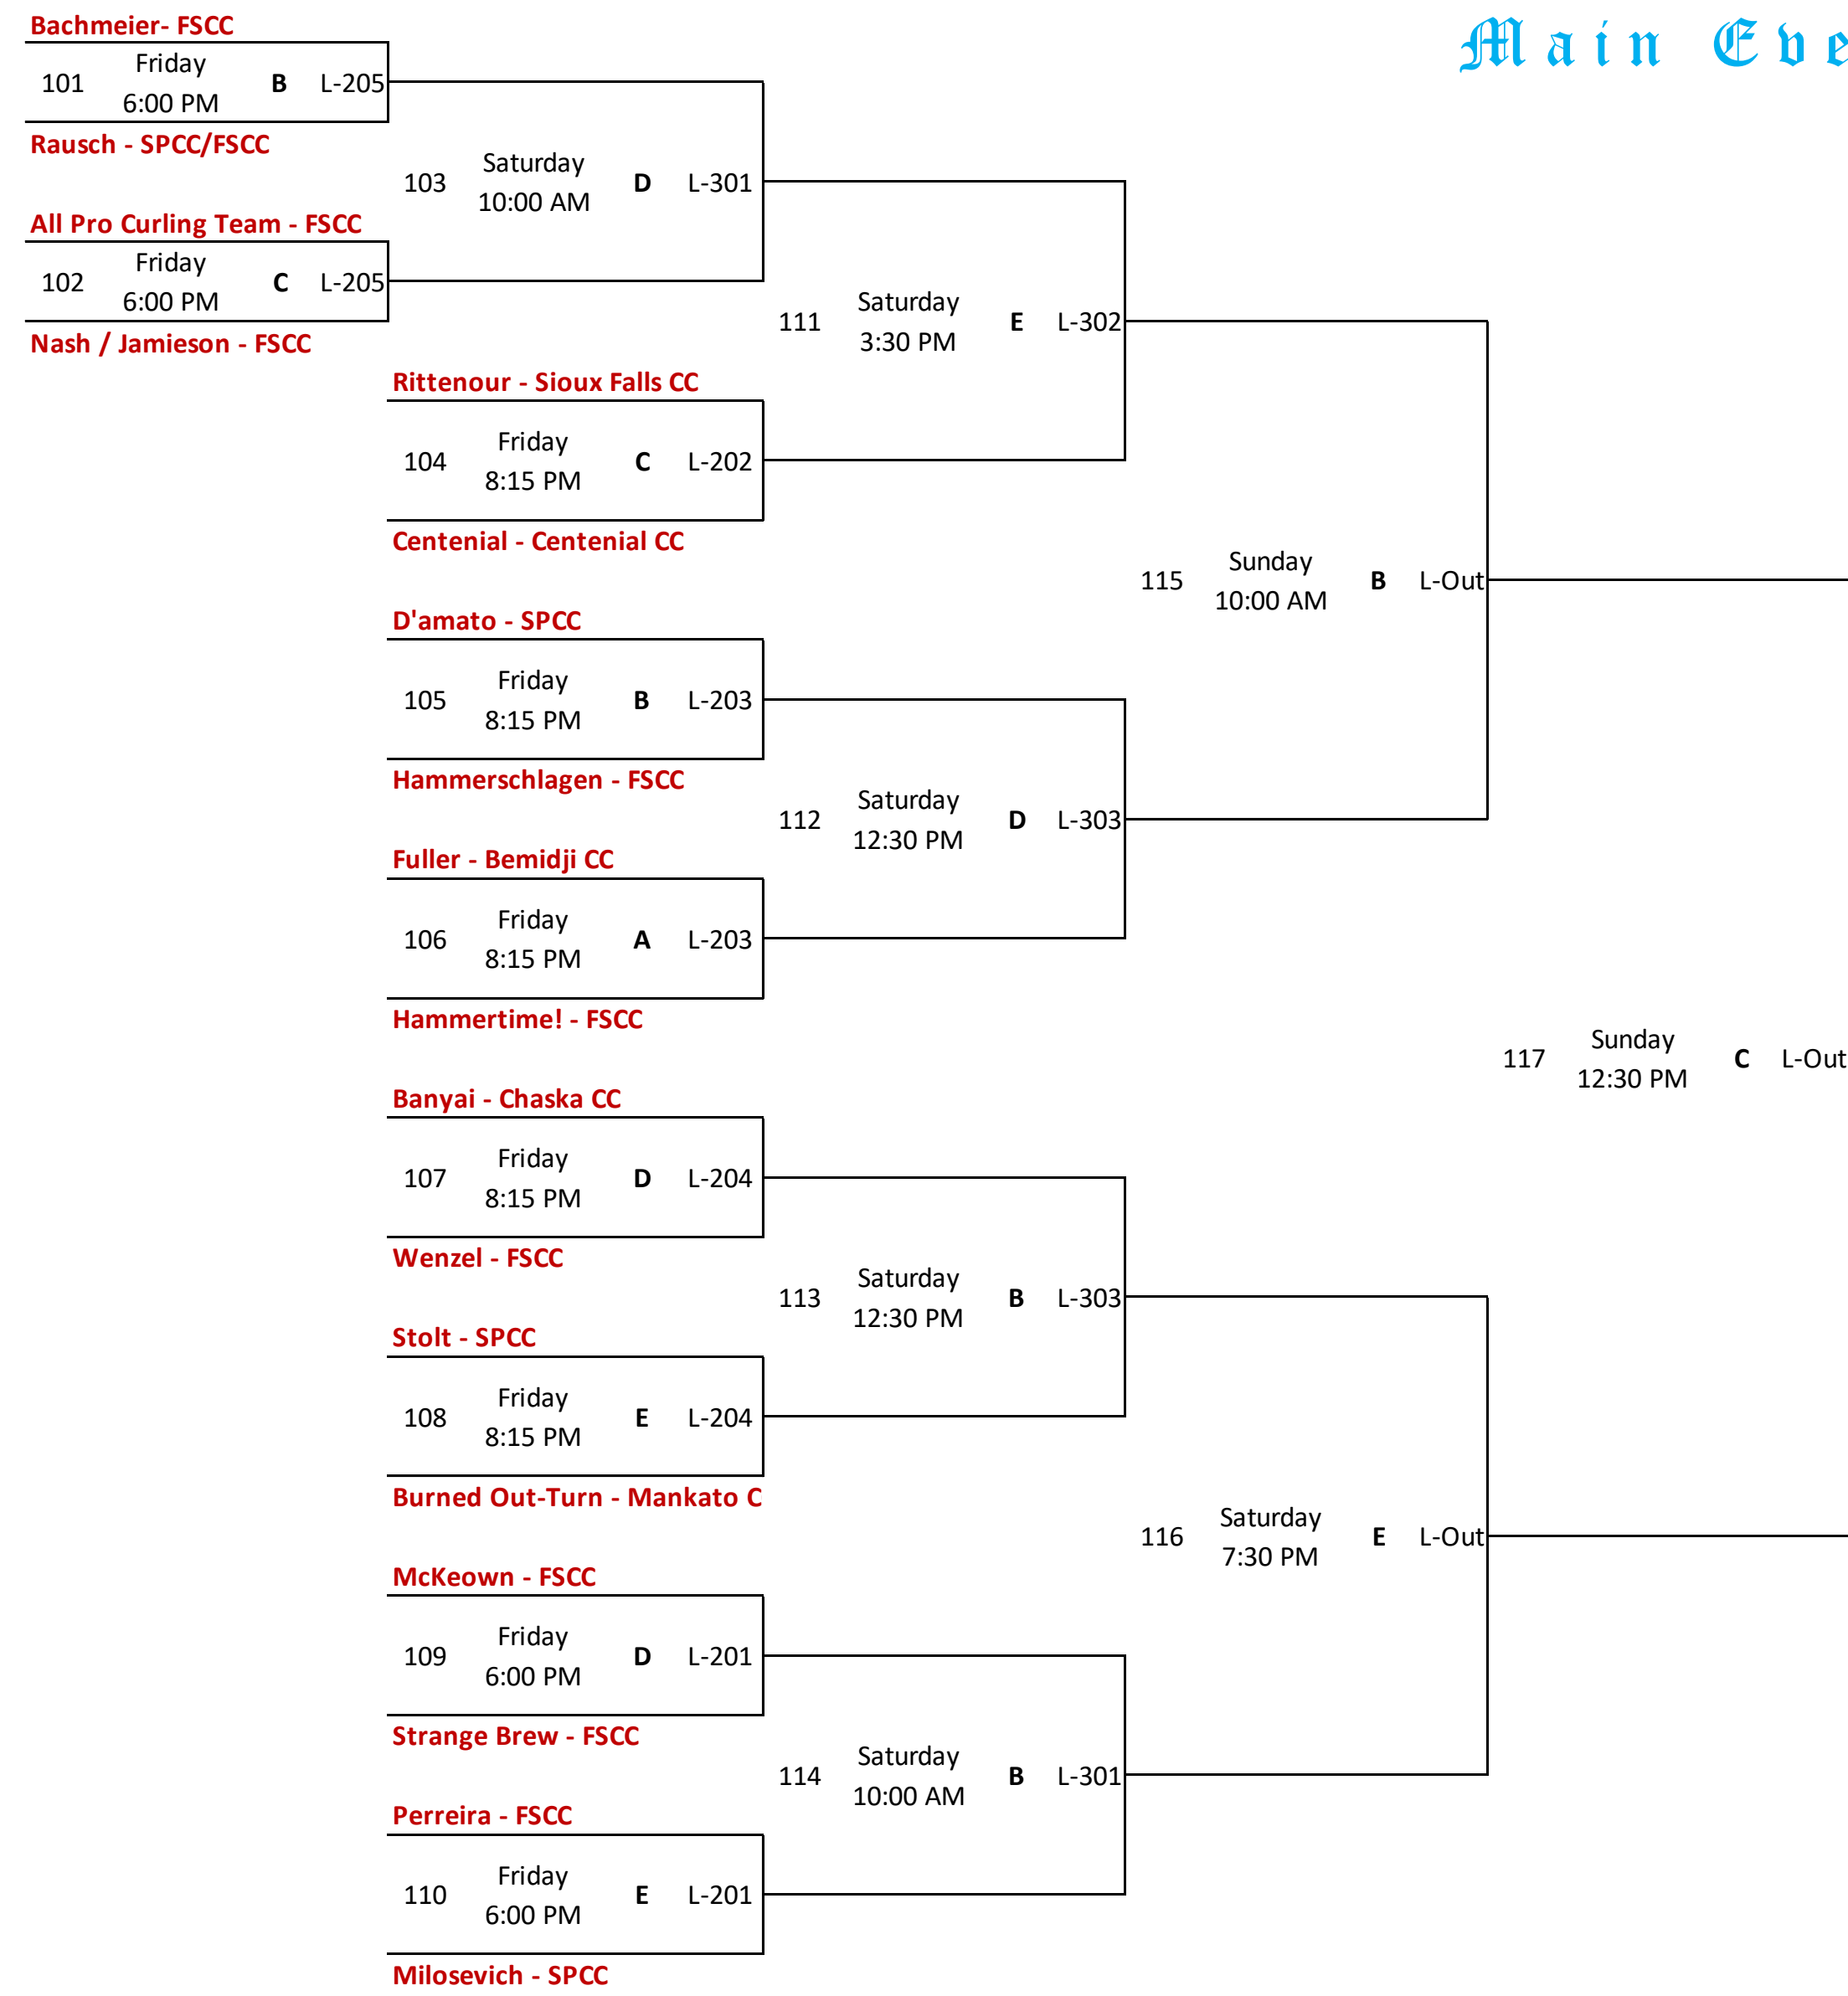 Main Eve
Bachmeier- FSCC
101 Friday 6:00 PM B L-205
Rausch - SPCC/FSCC
103 Saturday 10:00 AM D L-301
All Pro Curling Team - FSCC
102 Friday 6:00 PM C L-205
Nash / Jamieson - FSCC
111 Saturday 3:30 PM E L-302
Rittenour - Sioux Falls CC
104 Friday 8:15 PM C L-202
Centenial - Centenial CC
115 Sunday 10:00 AM B L-Out
D'amato - SPCC
105 Friday 8:15 PM B L-203
Hammerschlagen - FSCC
112 Saturday 12:30 PM D L-303
Fuller - Bemidji CC
106 Friday 8:15 PM A L-203
Hammertime! - FSCC
117 Sunday 12:30 PM C L-Out
Banyai - Chaska CC
107 Friday 8:15 PM D L-204
Wenzel - FSCC
113 Saturday 12:30 PM B L-303
Stolt - SPCC
108 Friday 8:15 PM E L-204
Burned Out-Turn - Mankato C
116 Saturday 7:30 PM E L-Out
McKeown - FSCC
109 Friday 6:00 PM D L-201
Strange Brew - FSCC
114 Saturday 10:00 AM B L-301
Perreira - FSCC
110 Friday 6:00 PM E L-201
Milosevich - SPCC